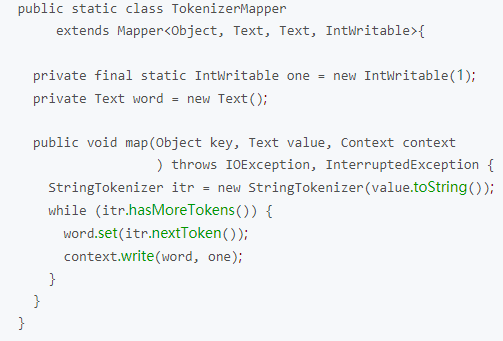 public static class TokenizerMapper
     extends Mapper<Object, Text, Text, IntWritable>{

  private final static IntWritable one = new IntWritable(1);
  private Text word = new Text();

  public void map(Object key, Text value, Context context
                  ) throws IOException, InterruptedException {
    StringTokenizer itr = new StringTokenizer(value.toString());
    while (itr.hasMoreTokens()) {
      word.set(itr.nextToken());
      context.write(word, one);
    }
  }
}